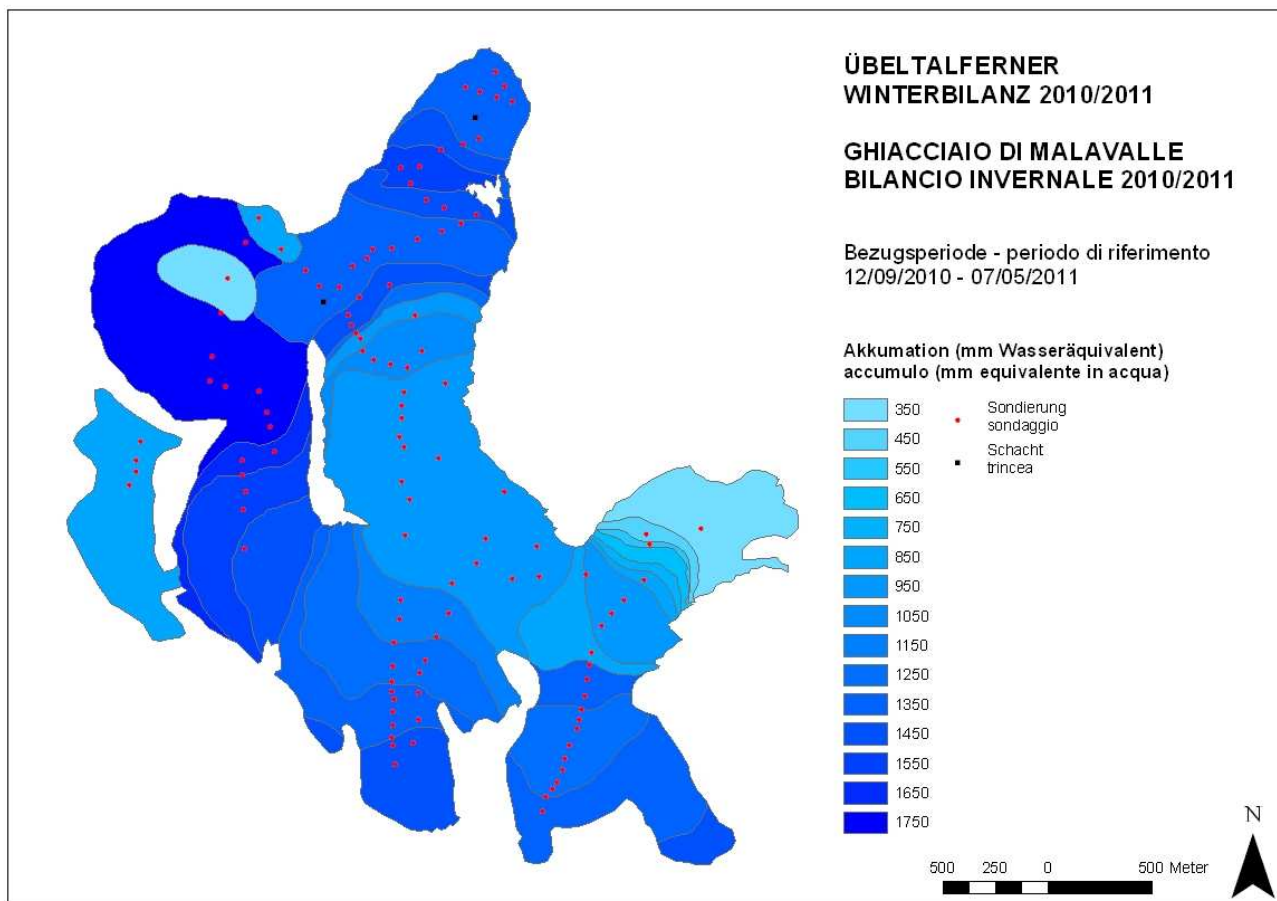 ÜBELTALFERNER
WINTERBILANZ 2010/2011
GHIACCIAIO DI MALAVALLE
BILANCIO INVERNALE 2010/2011
Bezugsperiode - periodo di riferimento
12/09/2010 - 07/05/2011
Akkumation (mm Wasseräquivalent)
accumulo (mm equivalente in acqua)
350
450
550
650
750
850
950
1050
1150
1250
1350
1450
1550
1650
1750
Sondierung
sondaggio
Schacht
trincea
N
500 250 0 500 Meter